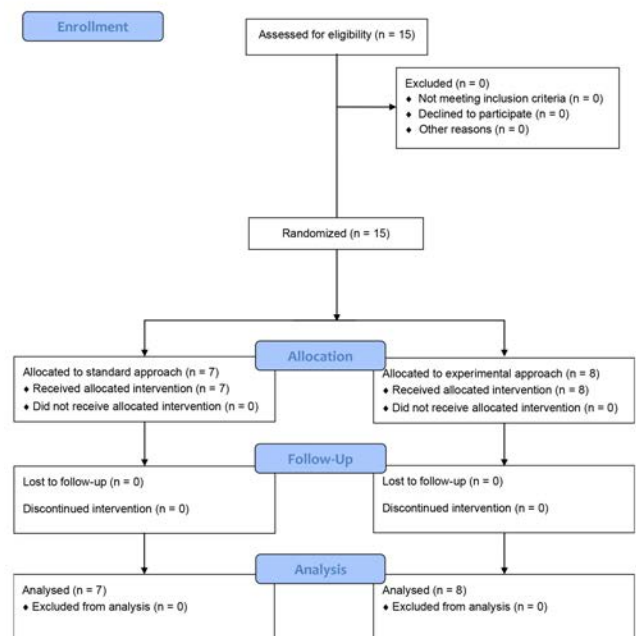 Enrollment
Assessed for eligibility (n = 15)
Excluded (n = 0)
♦ Not meeting inclusion criteria (n = 0)
♦ Declined to participate (n = 0)
♦ Other reasons (n = 0)
Randomized (n = 15)
Allocation
Allocated to standard approach (n = 7)
♦ Received allocated intervention (n = 7)
♦ Did not receive allocated intervention (n = 0)
Allocated to experimental approach (n = 8)
♦ Received allocated intervention (n = 8)
♦ Did not receive allocated intervention (n = 0)
Follow-Up
Lost to follow-up (n = 0)
Discontinued intervention (n = 0)
Lost to follow-up (n = 0)
Discontinued intervention (n = 0)
Analysis
Analysed (n = 7)
♦ Excluded from analysis (n = 0)
Analysed (n = 8)
♦ Excluded from analysis (n = 0)